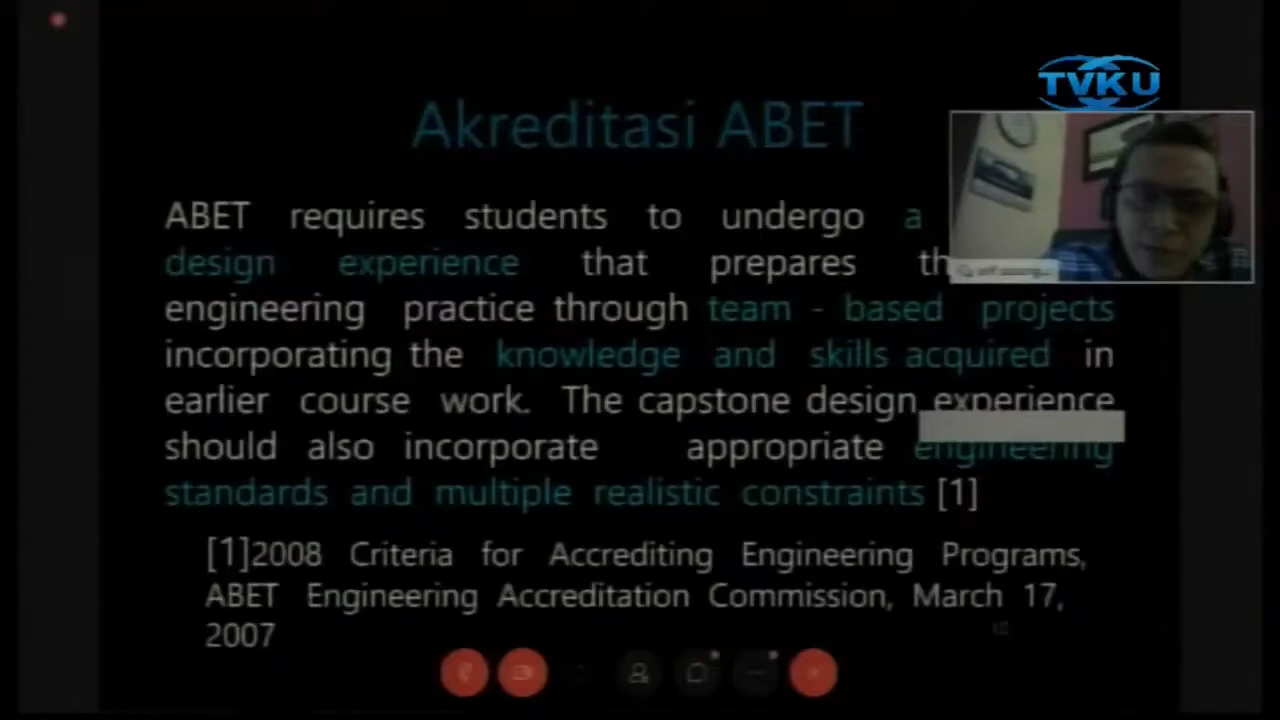 TVKU
Akreditasi ABET
ABET requires students to undergo a
design experience that prepares th
engineering practice through team - based projects
incorporating the knowledge and skills acquired in
earlier course work. The capstone design experience
should also incorporate appropriate engineering
standards and multiple realistic constraints [1]
[1]2008 Criteria for Accrediting Engineering Programs,
ABET Engineering Accreditation Commission, March 17,
2007